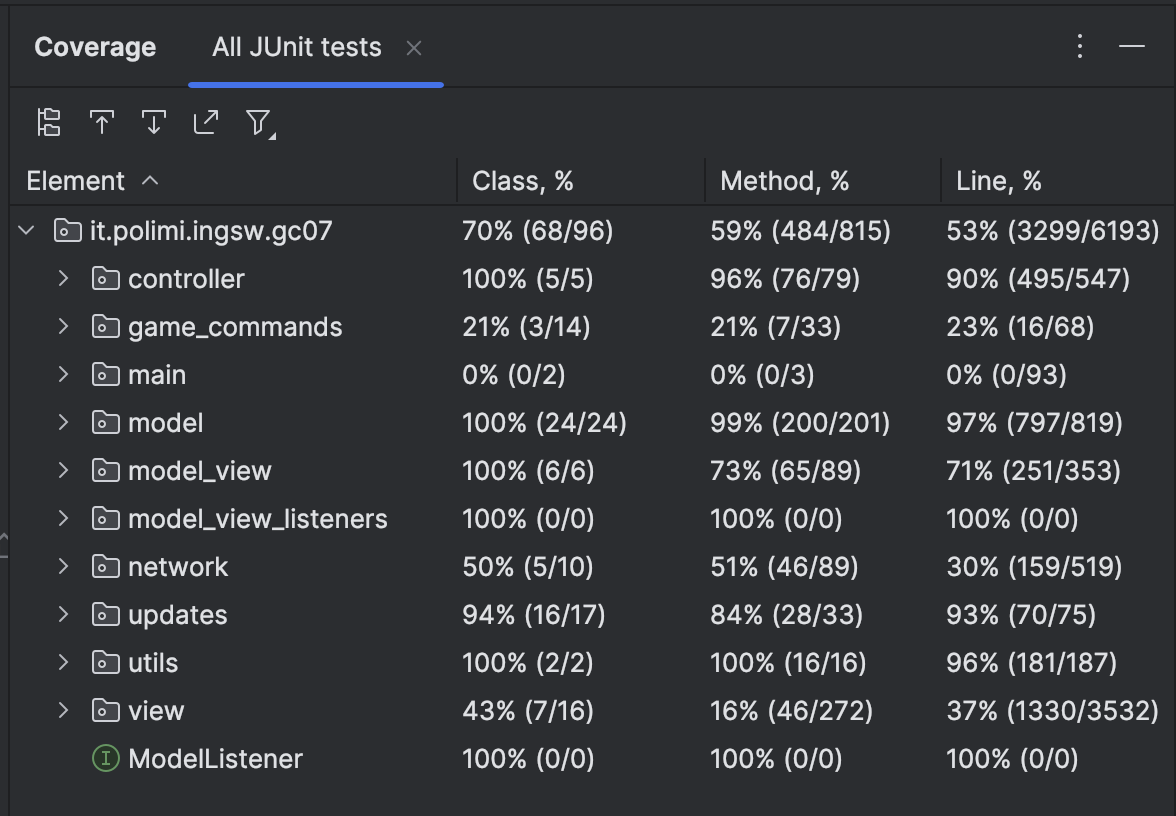 Coverage All JUnit tests
Element Class, % Method, % Line, %
it.polimi.ingsw.gc07 70% (68/96) 59% (484/815) 53% (3299/6193)
controller 100% (5/5) 96% (76/79) 90% (495/547)
game_commands 21% (3/14) 21% (7/33) 23% (16/68)
main 0% (0/2) 0% (0/3) 0% (0/93)
model 100% (24/24) 99% (200/201) 97% (797/819)
model_view 100% (6/6) 73% (65/89) 71% (251/353)
model_view_listeners 100% (0/0) 100% (0/0) 100% (0/0)
network 50% (5/10) 51% (46/89) 30% (159/519)
updates 94% (16/17) 84% (28/33) 93% (70/75)
utils 100% (2/2) 100% (16/16) 96% (181/187)
view 43% (7/16) 16% (46/272) 37% (1330/3532)
I ModelListener 100% (0/0) 100% (0/0) 100% (0/0)